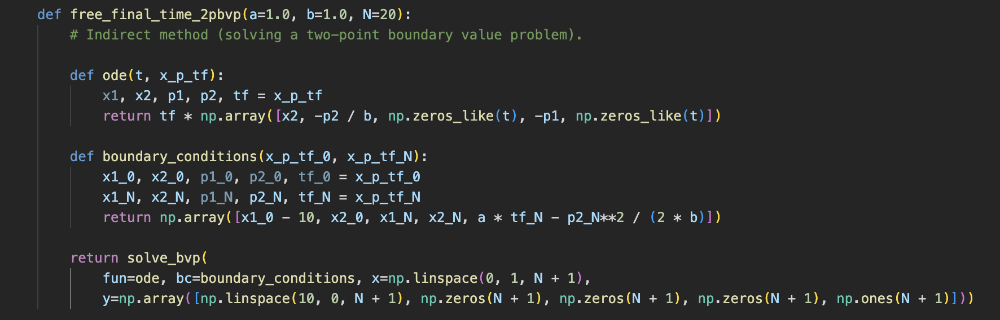 def free_final_time_2pbvp(a=1.0, b=1.0, N=20):
    # Indirect method (solving a two-point boundary value problem).
    def ode(t, x_p_tf):
        x1, x2, p1, p2, tf = x_p_tf
        return tf * np.array([x2, -p2 / b, np.zeros_like(t), -p1, np.zeros_like(t)])
    def boundary_conditions(x_p_tf_0, x_p_tf_N):
        x1_0, x2_0, p1_0, p2_0, tf_0 = x_p_tf_0
        x1_N, x2_N, p1_N, p2_N, tf_N = x_p_tf_N
        return np.array([x1_0 - 10, x2_0, x1_N, x2_N, a * tf_N - p2_N**2 / (2 * b)])
    return solve_bvp(
        fun=ode, bc=boundary_conditions, x=np.linspace(0, 1, N + 1),
        y=np.array([np.linspace(10, 0, N + 1), np.zeros(N + 1), np.zeros(N + 1), np.zeros(N + 1), np.ones(N + 1)]))